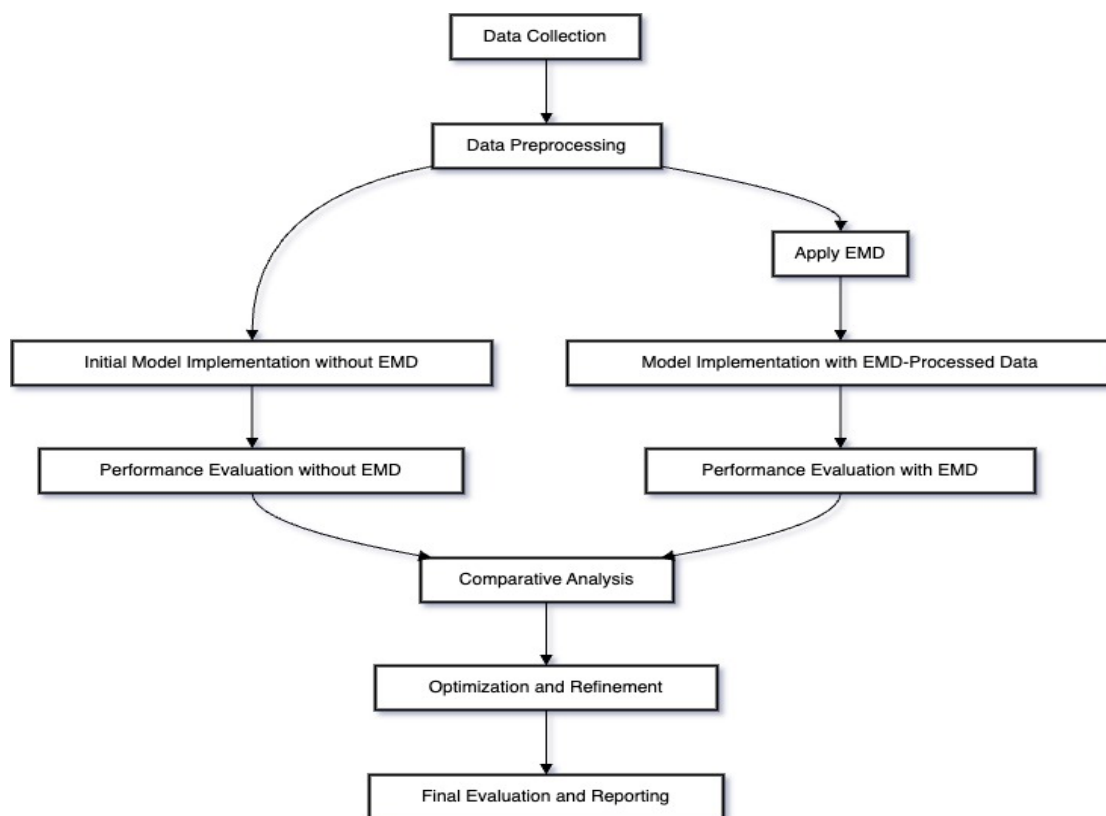 Data Collection
Data Preprocessing
Apply EMD
Initial Model Implementation without EMD
Model Implementation with EMD-Processed Data
Performance Evaluation without EMD
Performance Evaluation with EMD
Comparative Analysis
Optimization and Refinement
Final Evaluation and Reporting